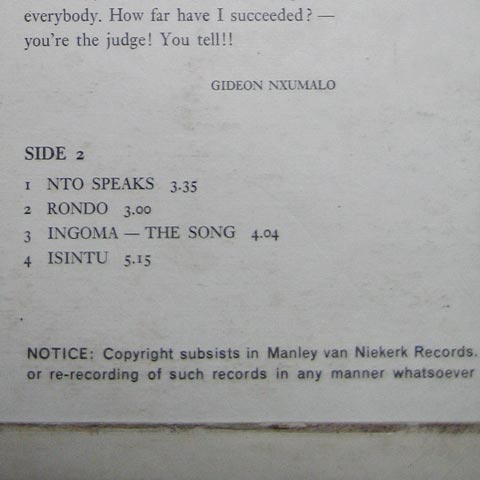 everybody. How far have I succeeded? —
you're the judge! You tell!!
GIDEON NXUMALO
SIDE 2
1 NTO SPEAKS 3.35
2 RONDO 3.00
3 INGOMA — THE SONG 4.04
4 ISINTU 5.15
NOTICE: Copyright subsists in Manley van Niekerk Records.
or re-recording of such records in any manner whatsoever